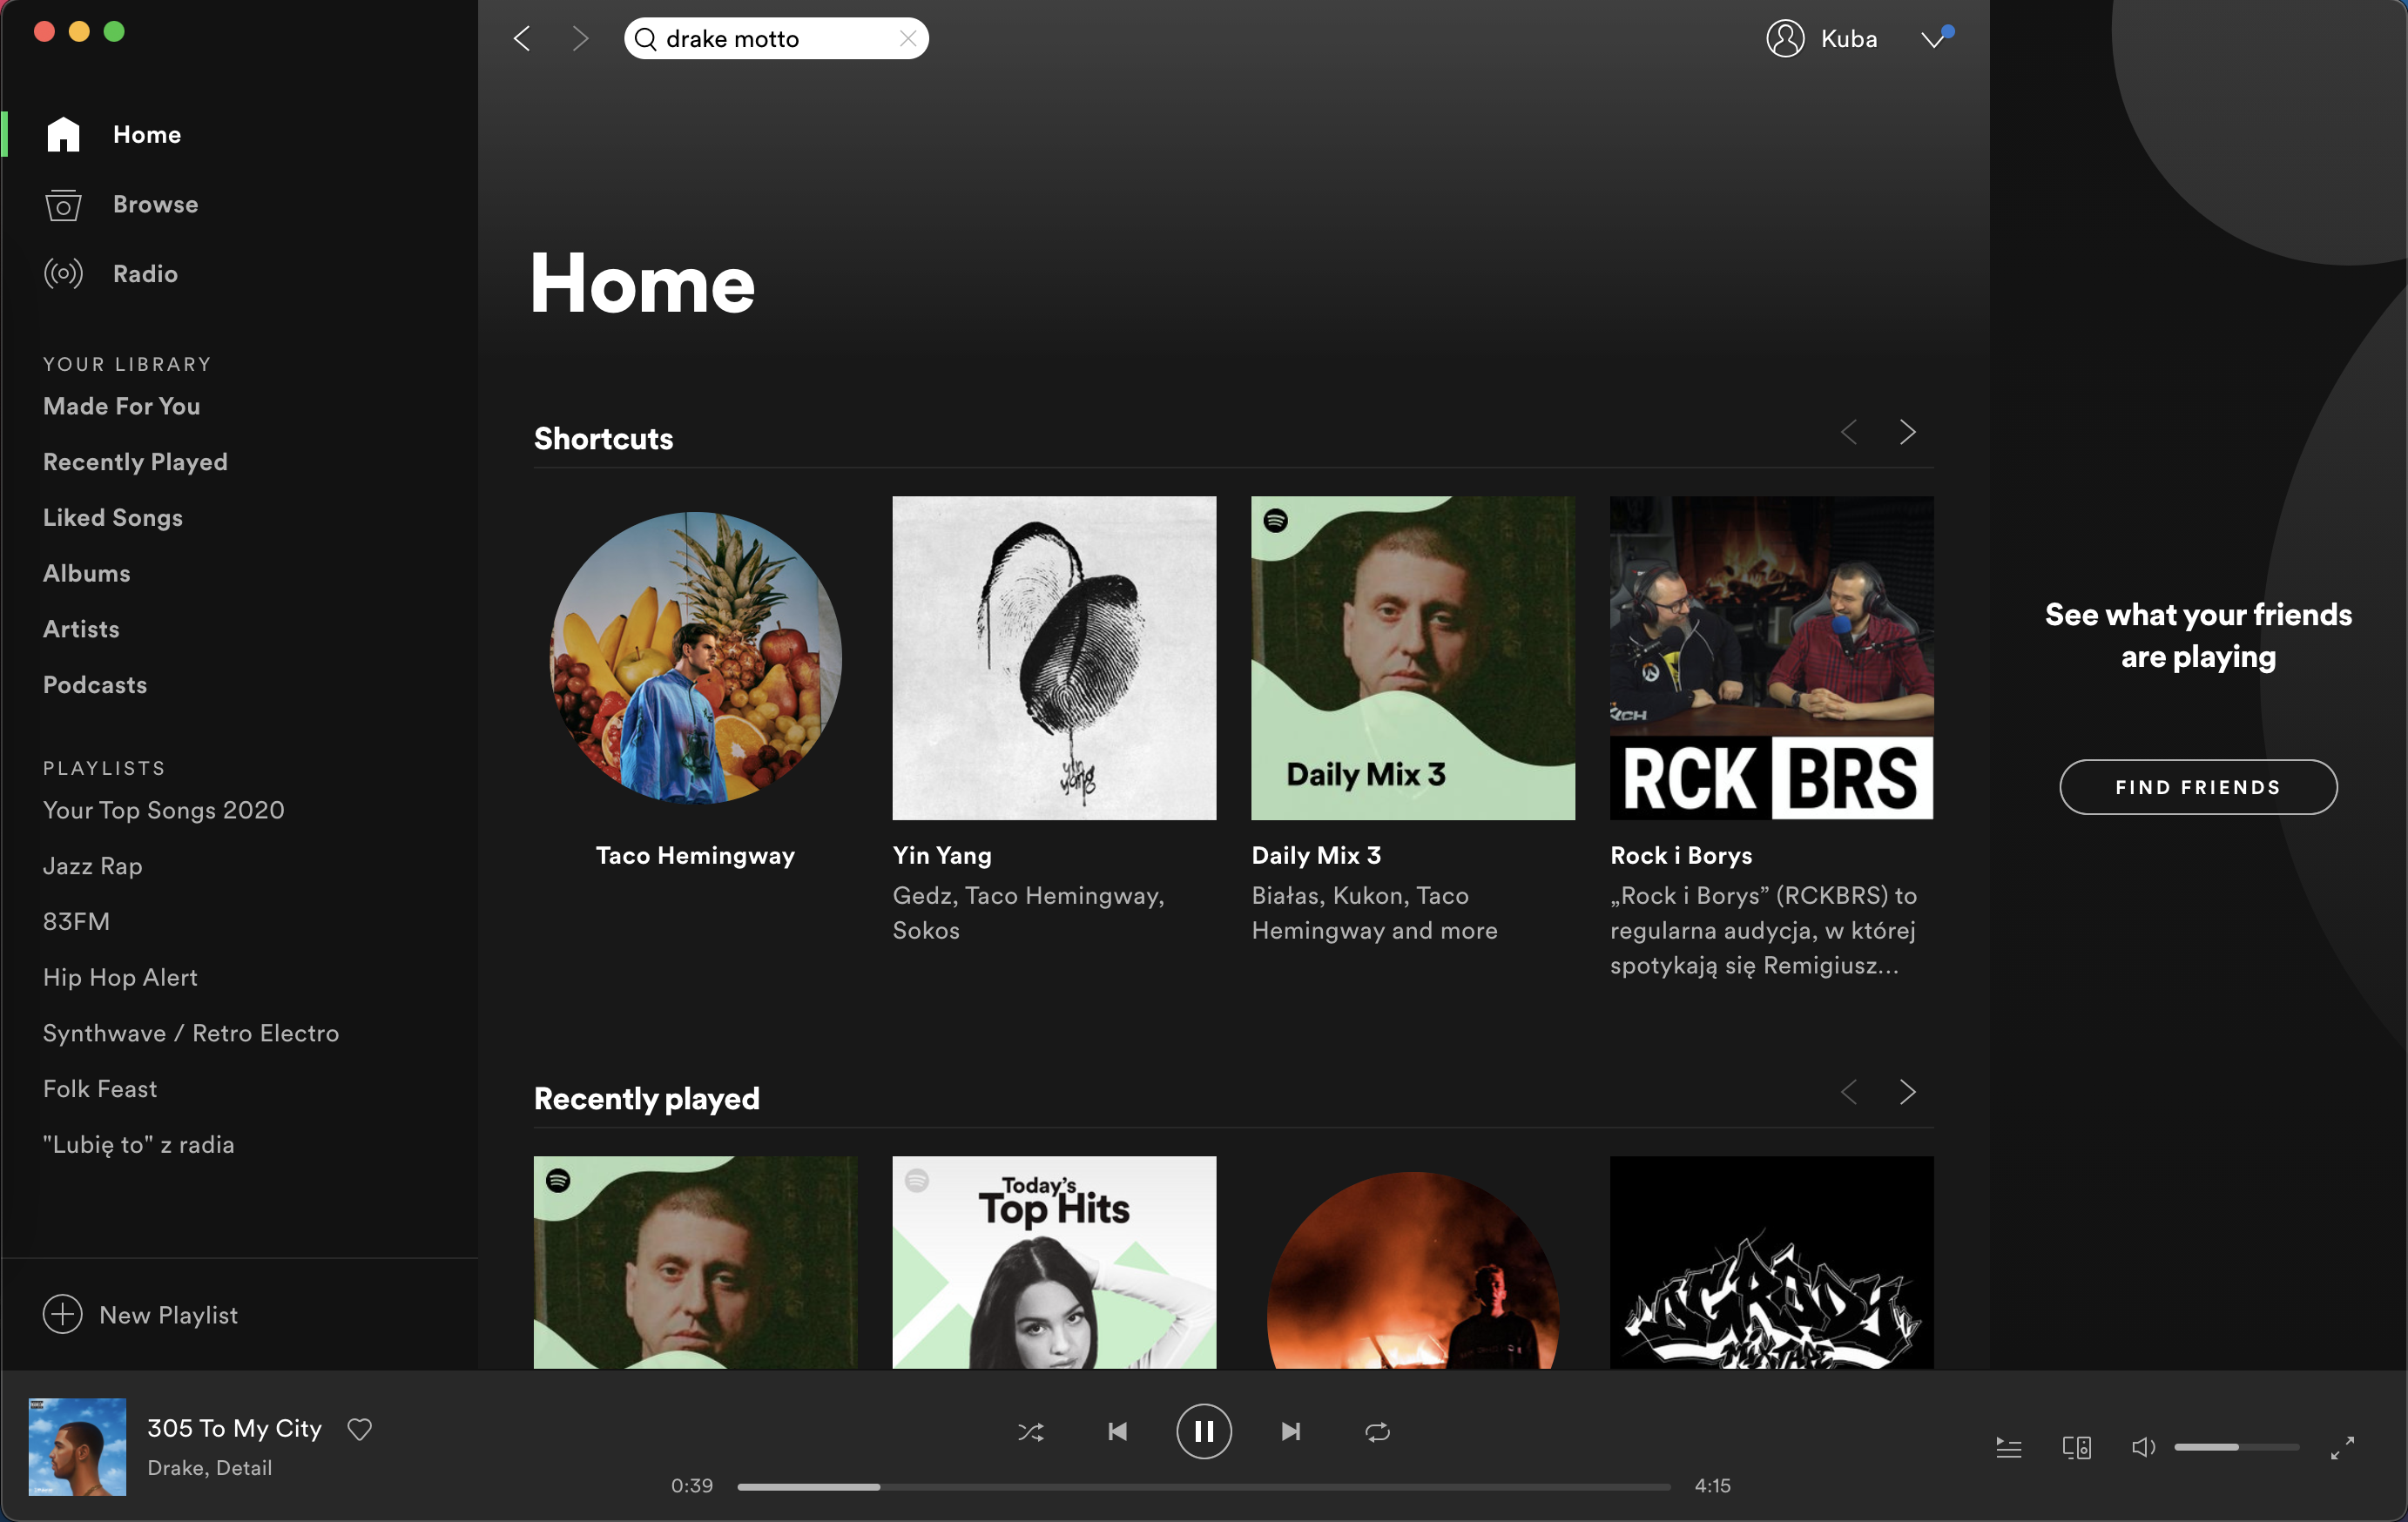 drake motto
Kuba
Home
Browse
Radio
YOUR LIBRARY
Made For You
Recently Played
Liked Songs
Albums
Artists
Podcasts
PLAYLISTS
Your Top Songs 2020
Jazz Rap
83FM
Hip Hop Alert
Synthwave / Retro Electro
Folk Feast
"Lubię to" z radia
New Playlist
Home
Shortcuts
yin
yang
Daily Mix 3
RCK BRS
Taco Hemingway
Yin Yang
Gedz, Taco Hemingway,
Sokos
Daily Mix 3
Białas, Kukon, Taco
Hemingway and more
Rock i Borys
„Rock i Borys” (RCKBRS) to
regularna audycja, w której
spotykają się Remigiusz...
Recently played
Today's
Top Hits
MIXTAPE
See what your friends
are playing
FIND FRIENDS
305 To My City
Drake, Detail
0:39
4:15